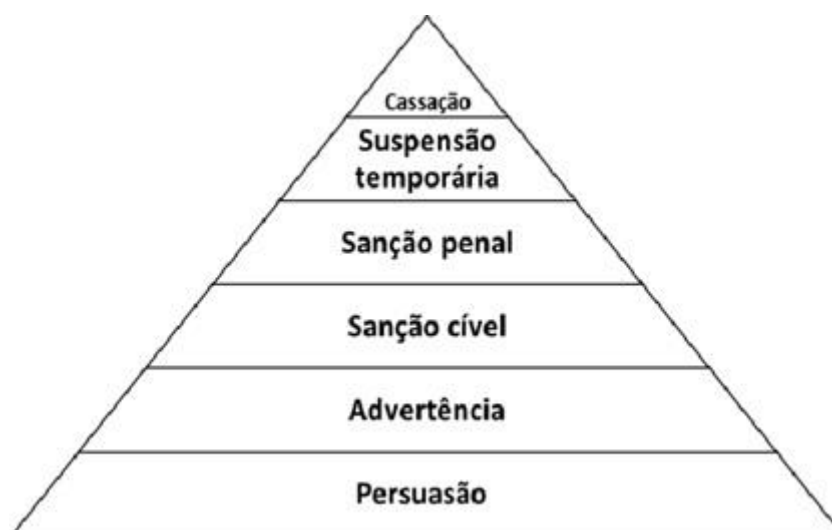 Cassação
Suspensão
temporária
Sanção penal
Sanção cível
Advertência
Persuasão